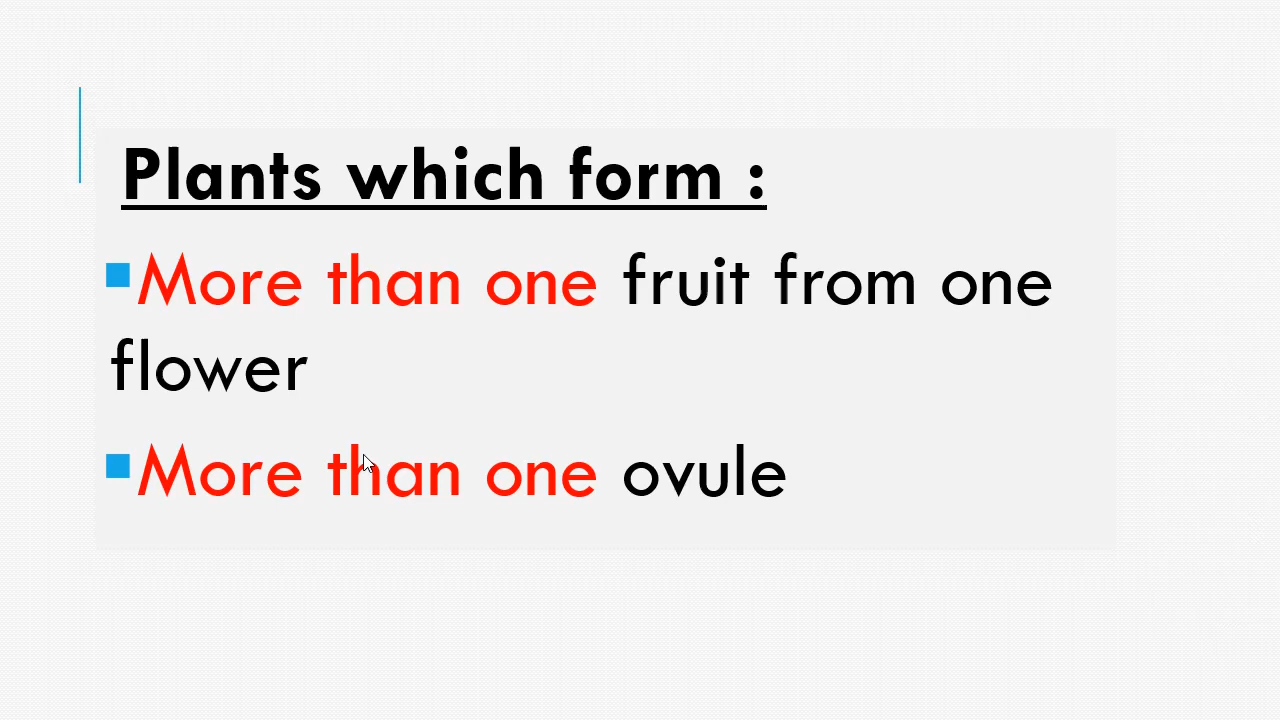 Plants which form :
More than one fruit from one
flower
More than one ovule